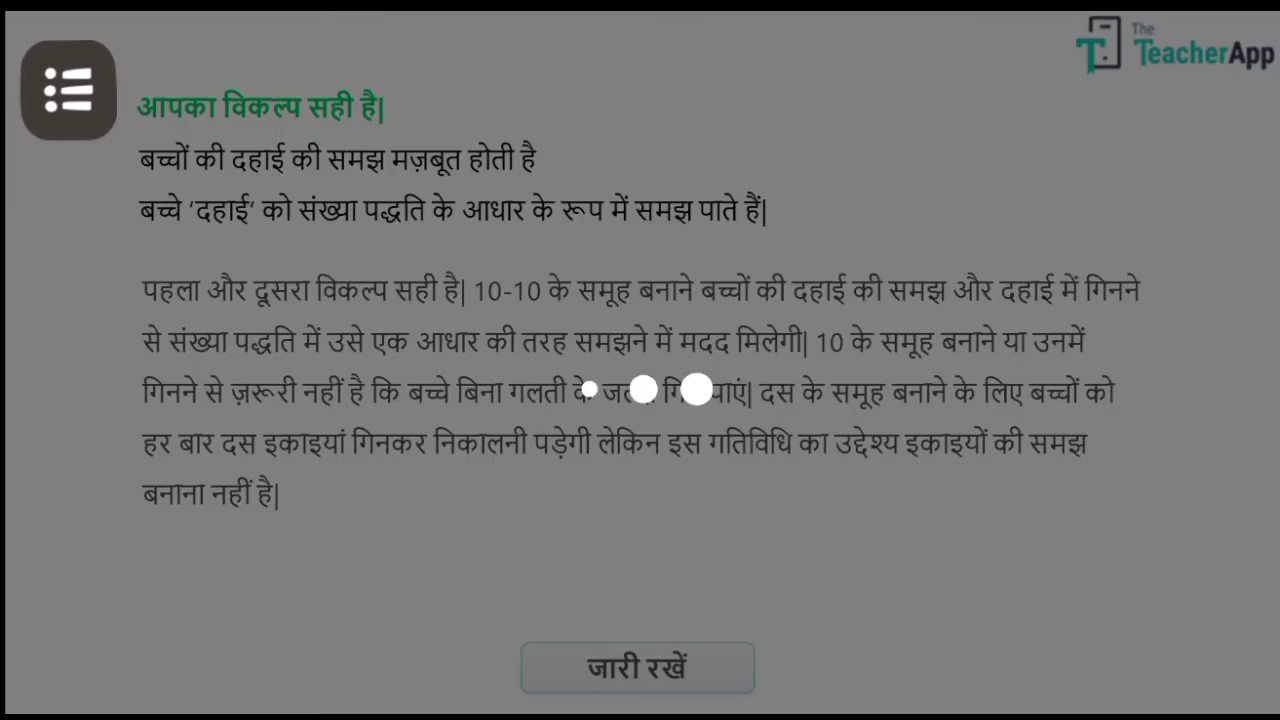 The
TeacherApp
आपका विकल्प सही है|
बच्चों की दहाई की समझ मज़बूत होती है
बच्चे ‘दहाई’ को संख्या पद्धति के आधार के रूप में समझ पाते हैं|
पहला और दूसरा विकल्प सही है| 10-10 के समूह बनाने बच्चों की दहाई की समझ और दहाई में गिनने
से संख्या पद्धति में उसे एक आधार की तरह समझने में मदद मिलेगी| 10 के समूह बनाने या उनमें
गिनने से ज़रूरी नहीं है कि बच्चे बिना गलती पाएं| दस के समूह बनाने के लिए बच्चों को
हर बार दस इकाइयां गिनकर निकालनी पड़ेगी लेकिन इस गतिविधि का उद्देश्य इकाइयों की समझ
बनाना नहीं है|
जारी रखें